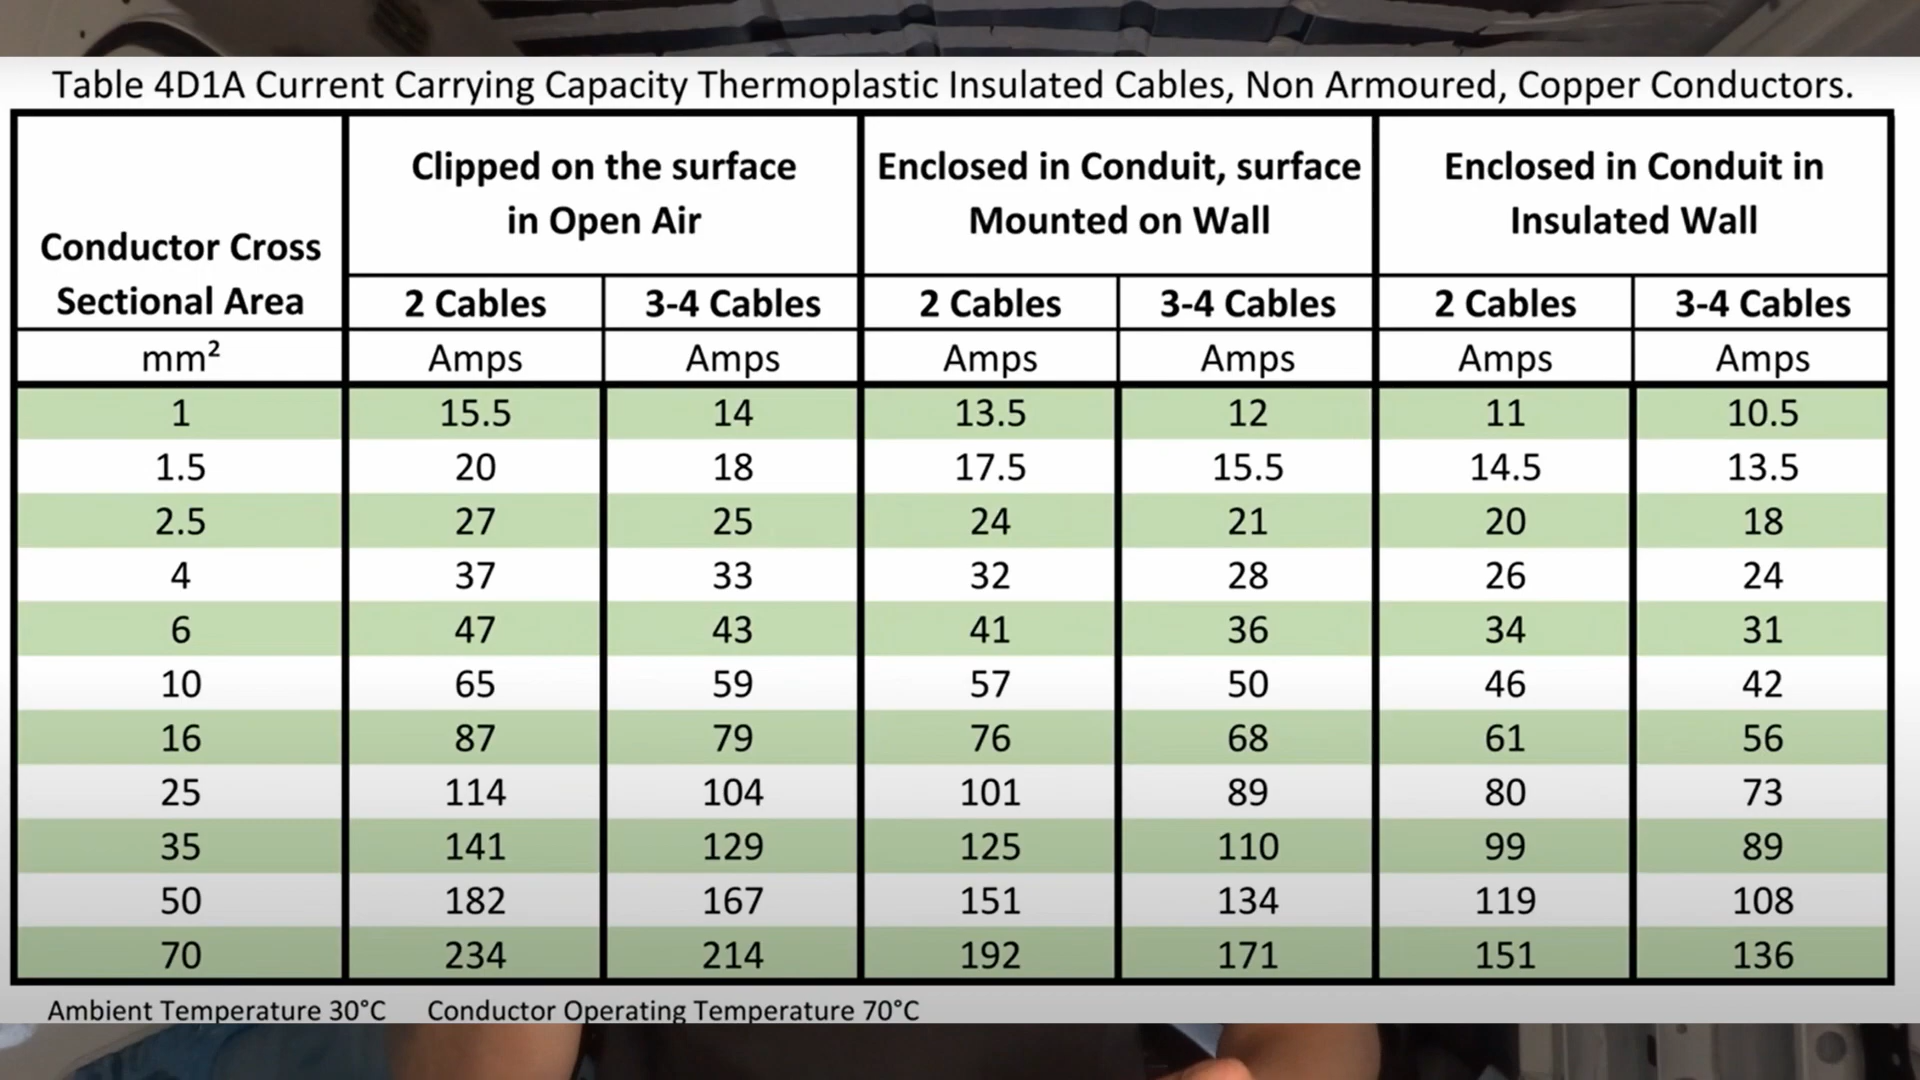 Table 4D1A Current Carrying Capacity Thermoplastic Insulated Cables, Non Armoured, Copper Conductors.
Conductor Cross Sectional Area | Clipped on the surface in Open Air | Enclosed in Conduit, surface Mounted on Wall | Enclosed in Conduit in Insulated Wall
2 Cables | 3-4 Cables | 2 Cables | 3-4 Cables | 2 Cables | 3-4 Cables
mm² | Amps | Amps | Amps | Amps | Amps | Amps
1 | 15.5 | 14 | 13.5 | 12 | 11 | 10.5
1.5 | 20 | 18 | 17.5 | 15.5 | 14.5 | 13.5
2.5 | 27 | 25 | 24 | 21 | 20 | 18
4 | 37 | 33 | 32 | 28 | 26 | 24
6 | 47 | 43 | 41 | 36 | 34 | 31
10 | 65 | 59 | 57 | 50 | 46 | 42
16 | 87 | 79 | 76 | 68 | 61 | 56
25 | 114 | 104 | 101 | 89 | 80 | 73
35 | 141 | 129 | 125 | 110 | 99 | 89
50 | 182 | 167 | 151 | 134 | 119 | 108
70 | 234 | 214 | 192 | 171 | 151 | 136
Ambient Temperature 30°C Conductor Operating Temperature 70°C